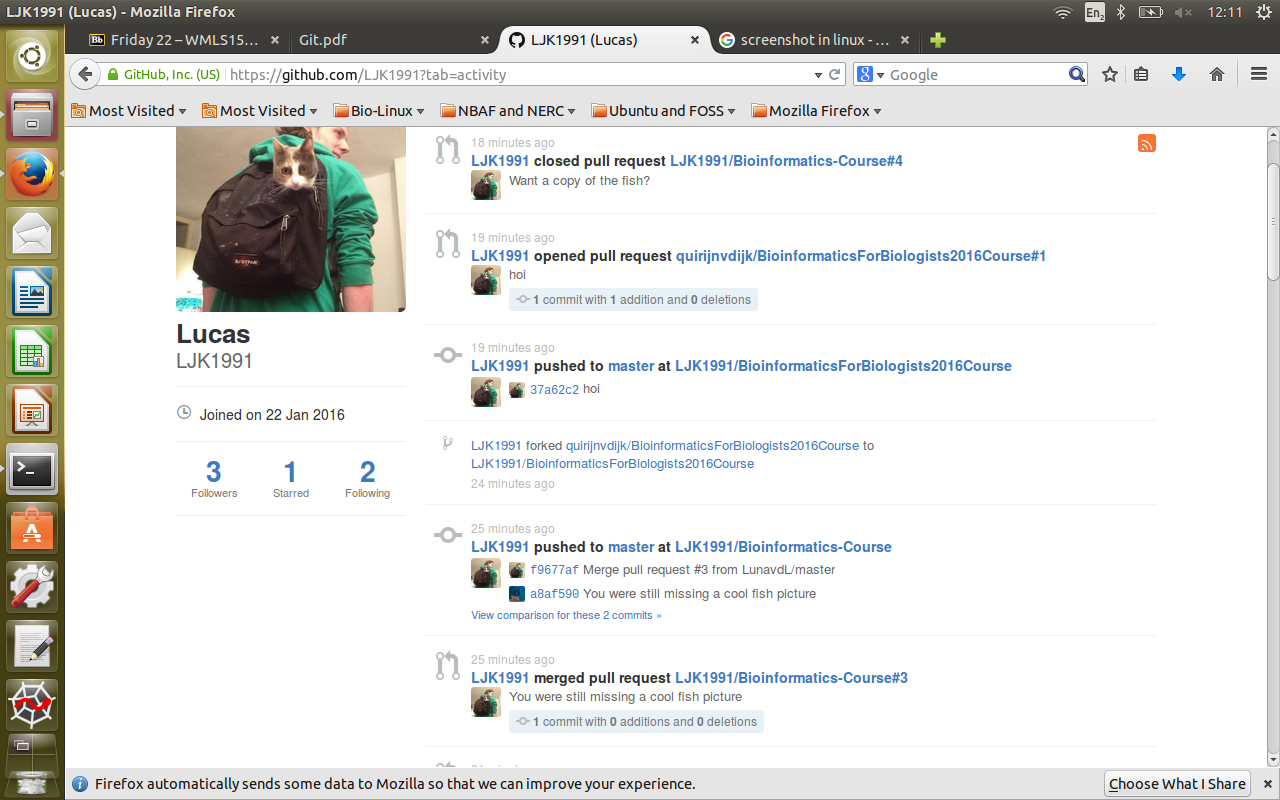 LJK1991 (Lucas) - Mozilla Firefox
En2
12:11
Bb Friday 22 – WMLS15… ×
Git.pdf ×
LJK1991 (Lucas) ×
screenshot in linux - … ×
GitHub, Inc. (US) https://github.com/LJK1991?tab=activity
Google
Most Visited
Most Visited
Bio-Linux
NBAF and NERC
Ubuntu and FOSS
Mozilla Firefox
Lucas
LJK1991
Joined on 22 Jan 2016
3 1 2
Followers Starred Following
18 minutes ago
LJK1991 closed pull request LJK1991/Bioinformatics-Course#4
Want a copy of the fish?
19 minutes ago
LJK1991 opened pull request quirijnvdijk/BioinformaticsForBiologists2016Course#1
hoi
1 commit with 1 addition and 0 deletions
19 minutes ago
LJK1991 pushed to master at LJK1991/BioinformaticsForBiologists2016Course
37a62c2 hoi
LJK1991 forked quirijnvdijk/BioinformaticsForBiologists2016Course to
LJK1991/BioinformaticsForBiologists2016Course
24 minutes ago
25 minutes ago
LJK1991 pushed to master at LJK1991/Bioinformatics-Course
f9677af Merge pull request #3 from LunavdL/master
a8af590 You were still missing a cool fish picture
View comparison for these 2 commits »
25 minutes ago
LJK1991 merged pull request LJK1991/Bioinformatics-Course#3
You were still missing a cool fish picture
1 commit with 0 additions and 0 deletions
Firefox automatically sends some data to Mozilla so that we can improve your experience.
Choose What I Share ×